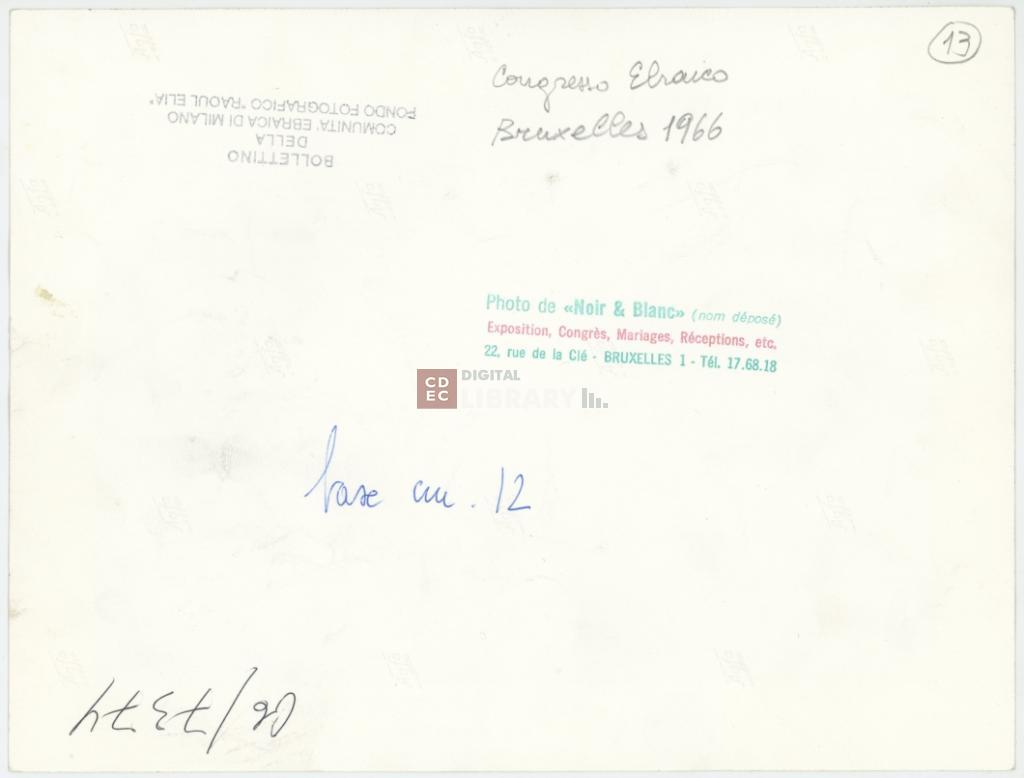 13
Congresso Ebraico
Bruxelles 1966
BOLLETTINO
DELLA
COMUNITA' EBRAICA DI MILANO
FONDO FOTOGRAFICO "RAOUL ELIA"
Photo de «Noir & Blanc» (nom déposé)
Exposition, Congrès, Mariages, Réceptions, etc.
22, rue de la Clé - BRUXELLES 1 - Tél. 17.68.18
CD
EC
DIGITAL
LIBRARY
base cm. 12
06/7374